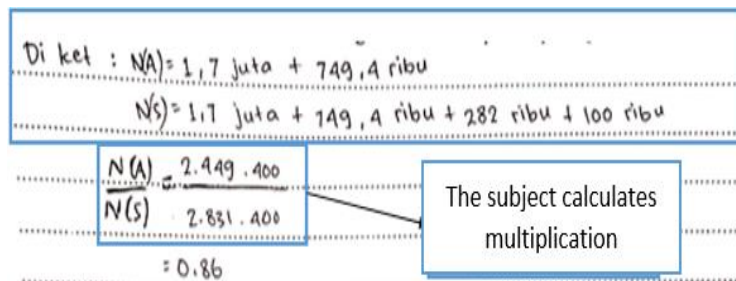 Di ket : N(A) = 1,7 juta + 749,4 ribu
N(S) = 1,7 juta + 749,4 ribu + 282 ribu + 100 ribu
N(A) = 2.449.400
N(S) 2.831.400
= 0.86
The subject calculates
multiplication